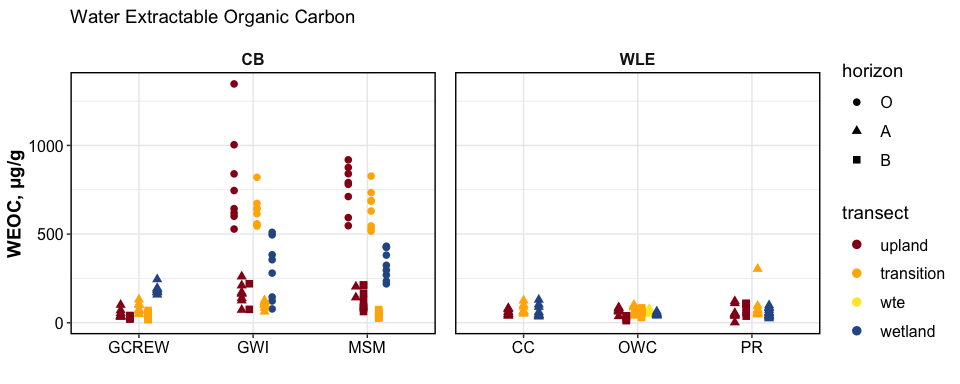 Water Extractable Organic Carbon
CB
WLE
WEOC, µg/g
1000
500
0
GCREW
GWI
MSM
CC
OWC
PR
horizon
O
A
B
transect
upland
transition
wte
wetland